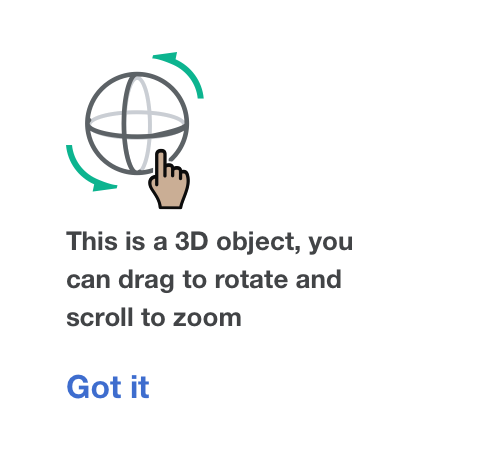 This is a 3D object, you
can drag to rotate and
scroll to zoom
Got it